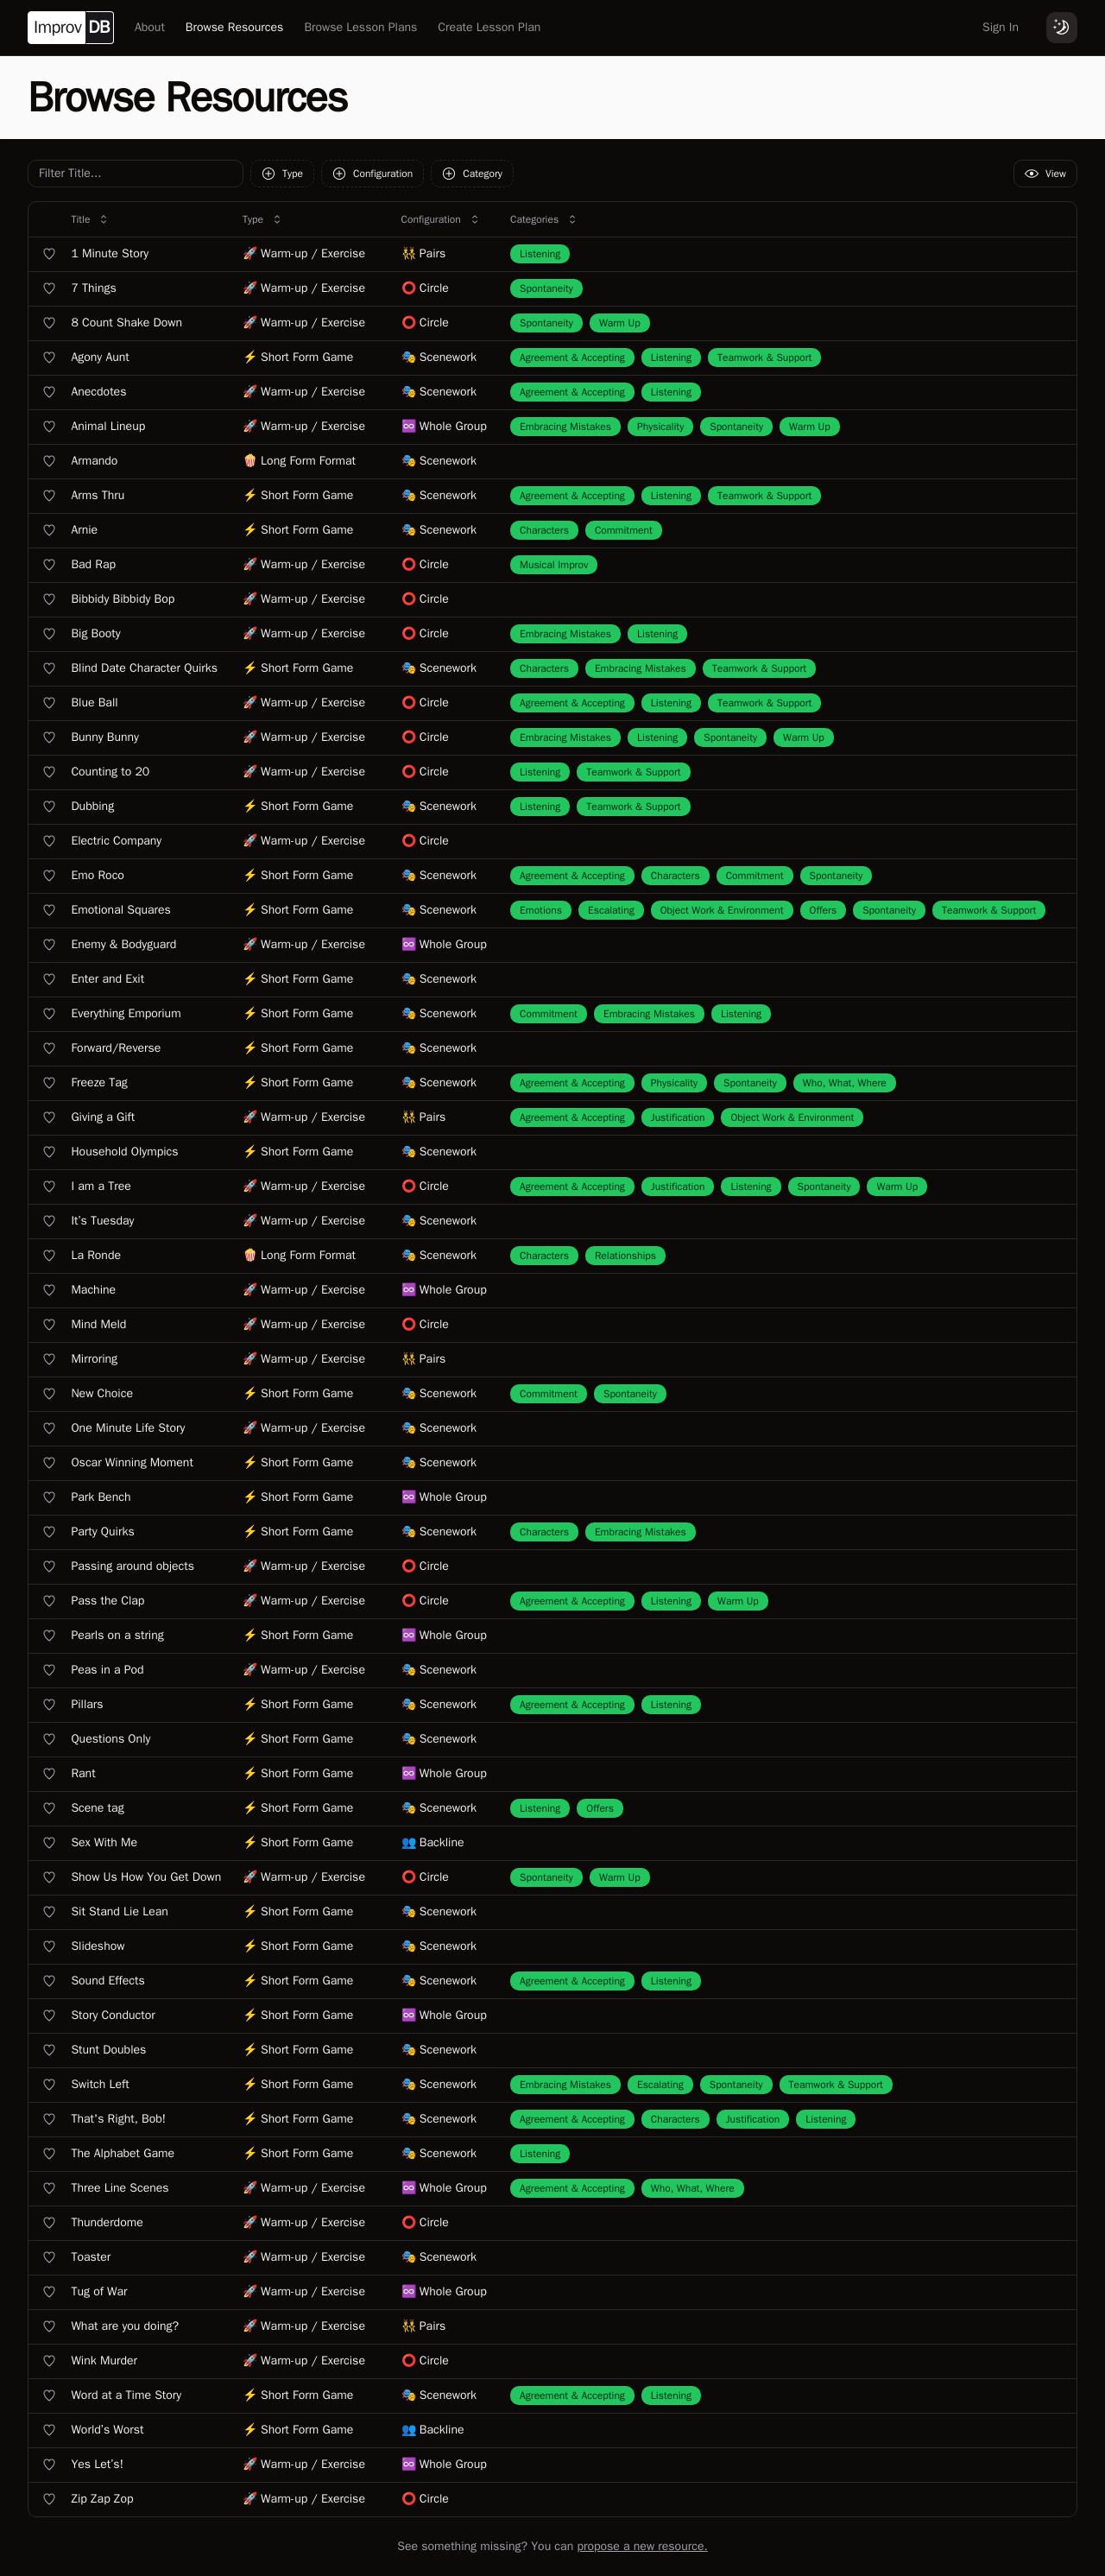 Improv DB About Browse Resources Browse Lesson Plans Create Lesson Plan Sign In
Browse Resources
Filter Title... Type Configuration Category View
Title Type Configuration Categories
1 Minute Story Warm-up / Exercise Pairs Listening
7 Things Warm-up / Exercise Circle Spontaneity
8 Count Shake Down Warm-up / Exercise Circle Spontaneity Warm Up
Agony Aunt Short Form Game Scenework Agreement & Accepting Listening Teamwork & Support
Anecdotes Warm-up / Exercise Scenework Agreement & Accepting Listening
Animal Lineup Warm-up / Exercise Whole Group Embracing Mistakes Physicality Spontaneity Warm Up
Armando Long Form Format Scenework
Arms Thru Short Form Game Scenework Agreement & Accepting Listening Teamwork & Support
Arnie Short Form Game Scenework Characters Commitment
Bad Rap Warm-up / Exercise Circle Musical Improv
Bibbidy Bibbidy Bop Warm-up / Exercise Circle
Big Booty Warm-up / Exercise Circle Embracing Mistakes Listening
Blind Date Character Quirks Short Form Game Scenework Characters Embracing Mistakes Teamwork & Support
Blue Ball Warm-up / Exercise Circle Agreement & Accepting Listening Teamwork & Support
Bunny Bunny Warm-up / Exercise Circle Embracing Mistakes Listening Spontaneity Warm Up
Counting to 20 Warm-up / Exercise Circle Listening Teamwork & Support
Dubbing Short Form Game Scenework Listening Teamwork & Support
Electric Company Warm-up / Exercise Circle
Emo Roco Short Form Game Scenework Agreement & Accepting Characters Commitment Spontaneity
Emotional Squares Short Form Game Scenework Emotions Escalating Object Work & Environment Offers Spontaneity Teamwork & Support
Enemy & Bodyguard Warm-up / Exercise Whole Group
Enter and Exit Short Form Game Scenework
Everything Emporium Short Form Game Scenework Commitment Embracing Mistakes Listening
Forward/Reverse Short Form Game Scenework
Freeze Tag Short Form Game Scenework Agreement & Accepting Physicality Spontaneity Who, What, Where
Giving a Gift Warm-up / Exercise Pairs Agreement & Accepting Justification Object Work & Environment
Household Olympics Short Form Game Scenework
I am a Tree Warm-up / Exercise Circle Agreement & Accepting Justification Listening Spontaneity Warm Up
It's Tuesday Warm-up / Exercise Scenework
La Ronde Long Form Format Scenework Characters Relationships
Machine Warm-up / Exercise Whole Group
Mind Meld Warm-up / Exercise Circle
Mirroring Warm-up / Exercise Pairs
New Choice Short Form Game Scenework Commitment Spontaneity
One Minute Life Story Warm-up / Exercise Scenework
Oscar Winning Moment Short Form Game Scenework
Park Bench Short Form Game Whole Group
Party Quirks Short Form Game Scenework Characters Embracing Mistakes
Passing around objects Warm-up / Exercise Circle
Pass the Clap Warm-up / Exercise Circle Agreement & Accepting Listening Warm Up
Pearls on a string Short Form Game Whole Group
Peas in a Pod Warm-up / Exercise Scenework
Pillars Short Form Game Scenework Agreement & Accepting Listening
Questions Only Short Form Game Scenework
Rant Short Form Game Whole Group
Scene tag Short Form Game Scenework Listening Offers
Sex With Me Short Form Game Backline
Show Us How You Get Down Warm-up / Exercise Circle Spontaneity Warm Up
Sit Stand Lie Lean Short Form Game Scenework
Slideshow Short Form Game Scenework
Sound Effects Short Form Game Scenework Agreement & Accepting Listening
Story Conductor Short Form Game Whole Group
Stunt Doubles Short Form Game Scenework
Switch Left Short Form Game Scenework Embracing Mistakes Escalating Spontaneity Teamwork & Support
That's Right, Bob! Short Form Game Scenework Agreement & Accepting Characters Justification Listening
The Alphabet Game Short Form Game Scenework Listening
Three Line Scenes Warm-up / Exercise Whole Group Agreement & Accepting Who, What, Where
Thunderdome Warm-up / Exercise Circle
Toaster Warm-up / Exercise Scenework
Tug of War Warm-up / Exercise Whole Group
What are you doing? Warm-up / Exercise Pairs
Wink Murder Warm-up / Exercise Circle
Word at a Time Story Short Form Game Scenework Agreement & Accepting Listening
World's Worst Short Form Game Backline
Yes Let's! Warm-up / Exercise Whole Group
Zip Zap Zop Warm-up / Exercise Circle
See something missing? You can propose a new resource.